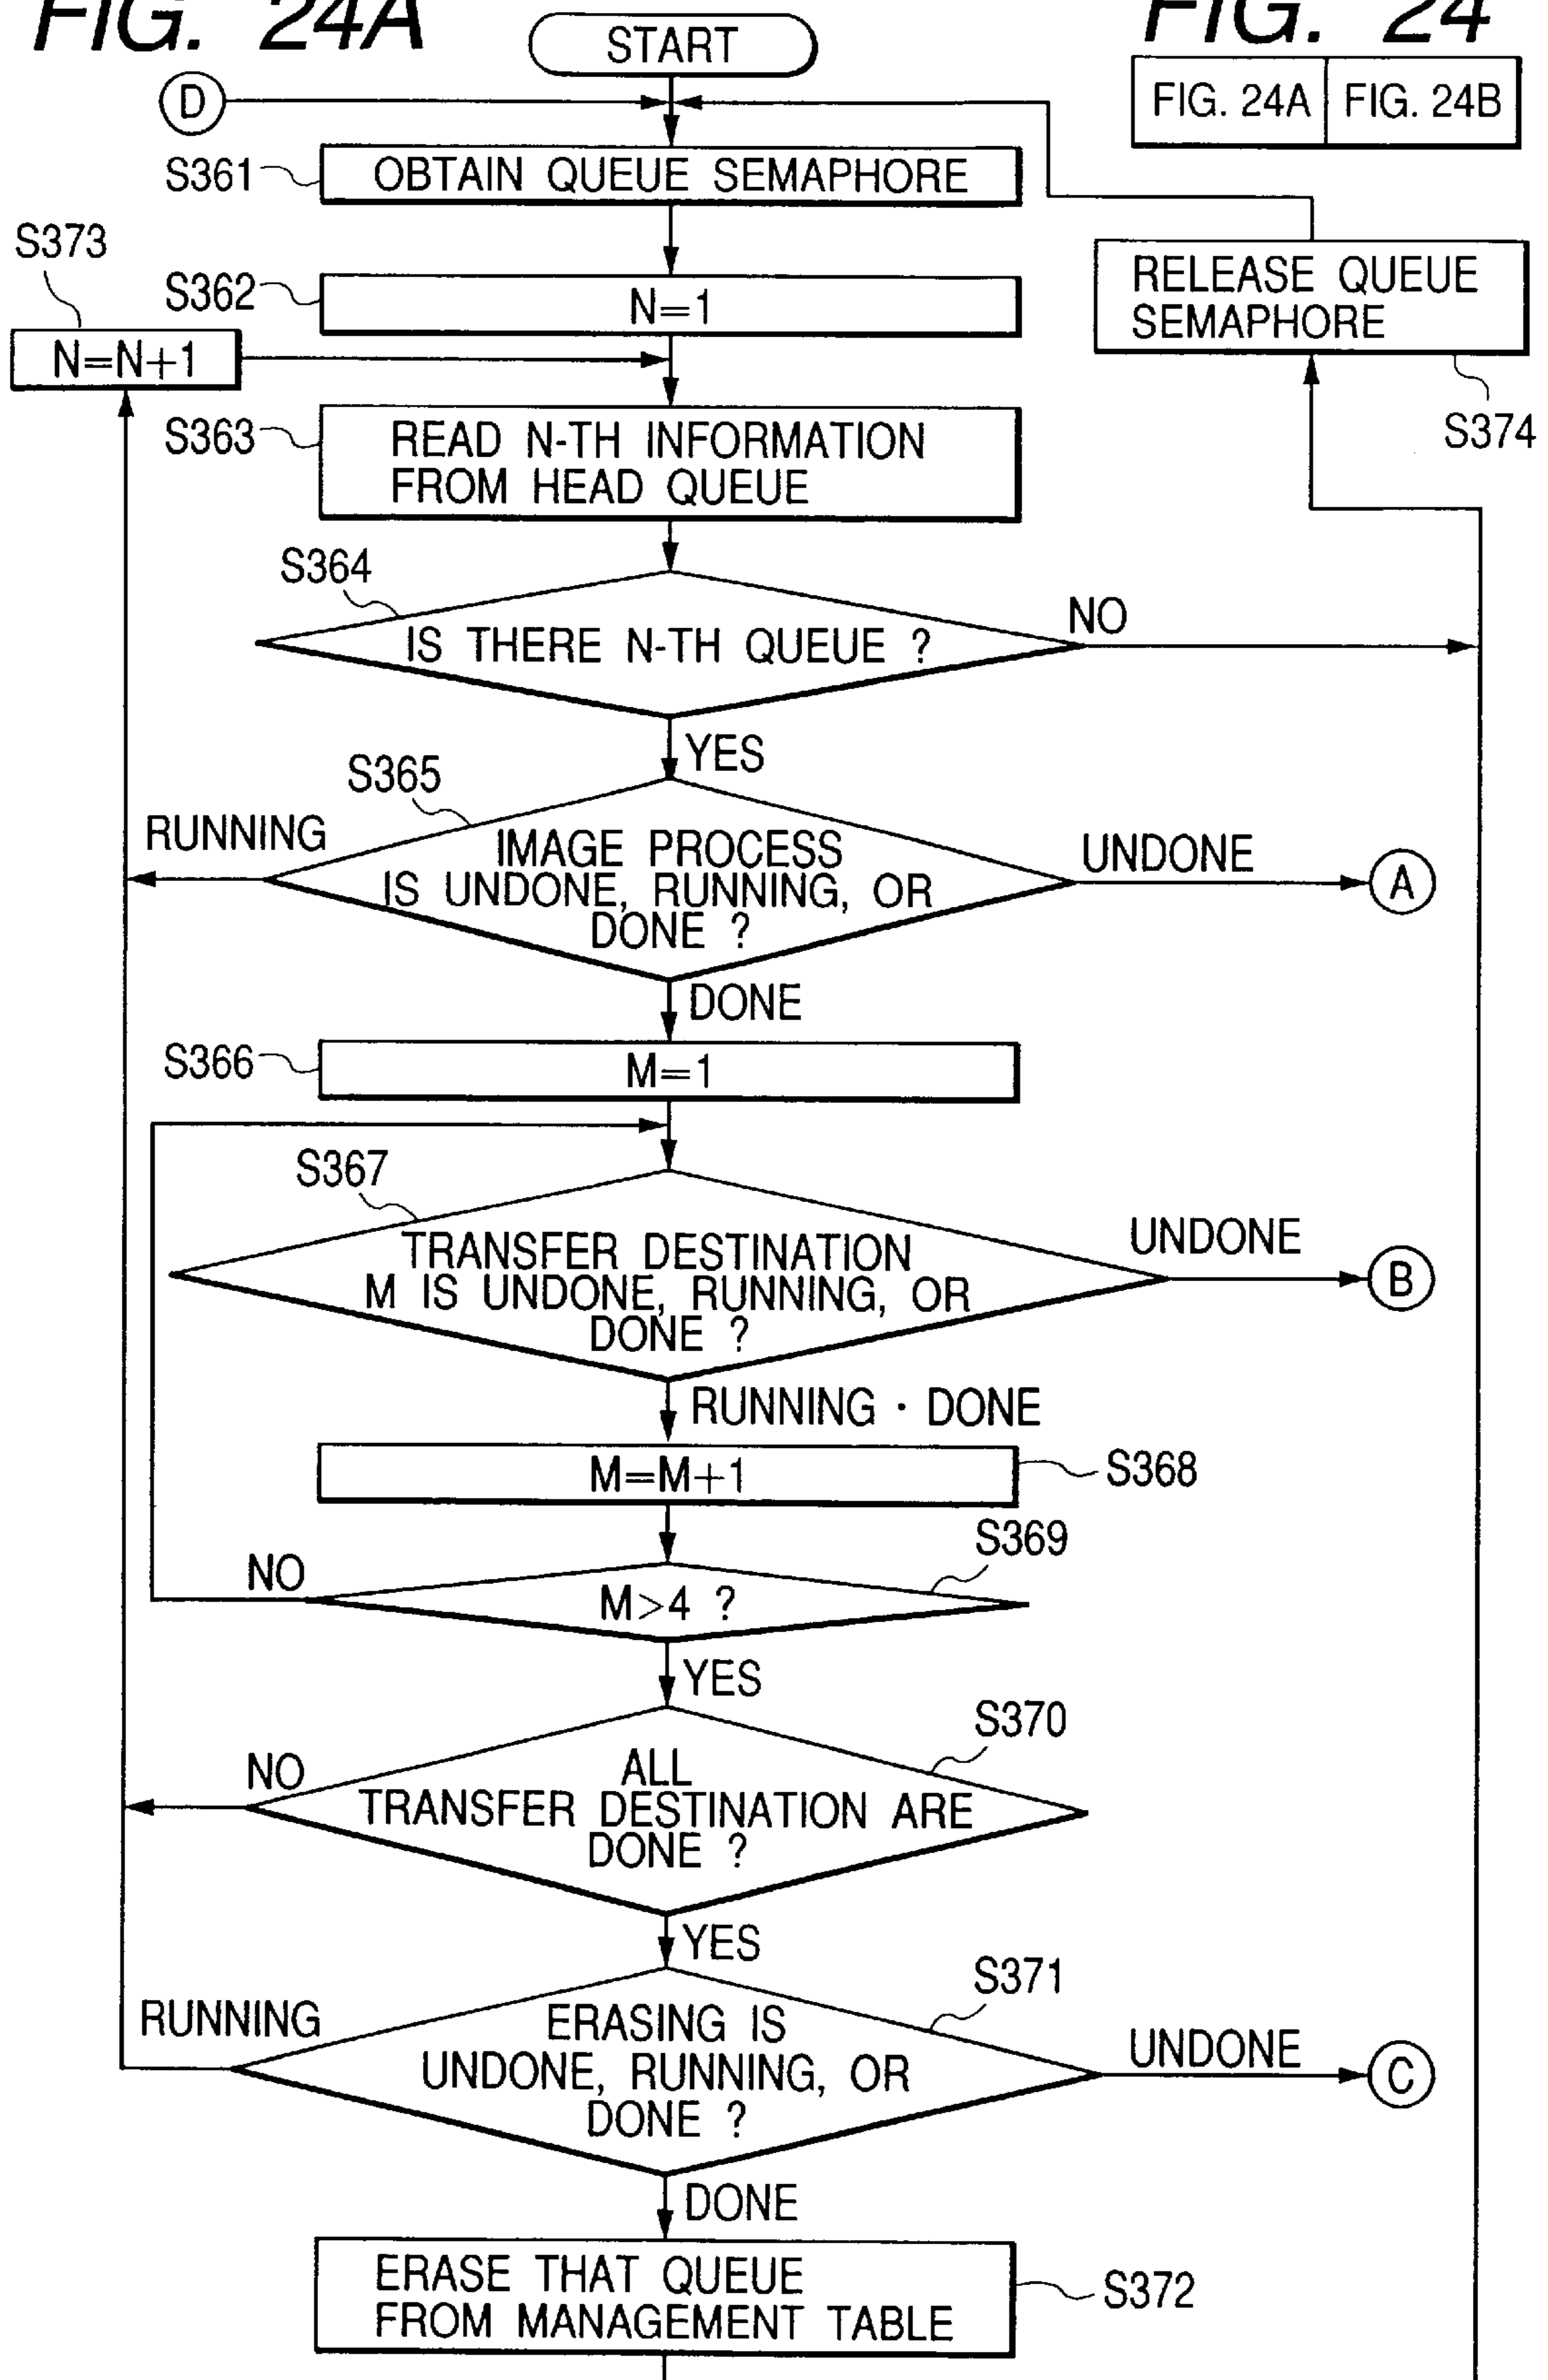 FIG. 24A
FIG. 24
START
FIG. 24A
FIG. 24B
D
S361
OBTAIN QUEUE SEMAPHORE
S373
S362
N=1
RELEASE QUEUE
SEMAPHORE
N=N+1
S374
S363
READ N-TH INFORMATION
FROM HEAD QUEUE
S364
IS THERE N-TH QUEUE ?
NO
YES
S365
RUNNING
IMAGE PROCESS
IS UNDONE, RUNNING, OR
DONE ?
UNDONE
A
DONE
S366
M=1
S367
TRANSFER DESTINATION
M IS UNDONE, RUNNING, OR
DONE ?
UNDONE
B
RUNNING · DONE
M=M+1
S368
S369
NO
M>4 ?
YES
S370
NO
ALL
TRANSFER DESTINATION ARE
DONE ?
YES
S371
RUNNING
ERASING IS
UNDONE, RUNNING, OR
DONE ?
UNDONE
C
DONE
ERASE THAT QUEUE
FROM MANAGEMENT TABLE
S372